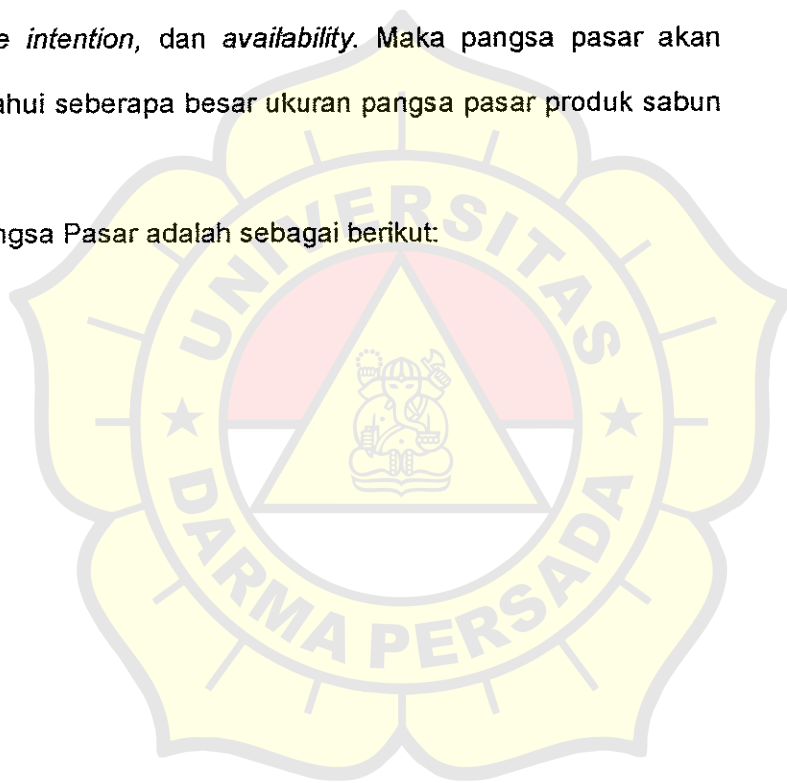 e intention, dan availability. Maka pangsa pasar akan
ahui seberapa besar ukuran pangsa pasar produk sabun
ngsa Pasar adalah sebagai berikut:
UNIVERSITAS
DARMA PERSADA